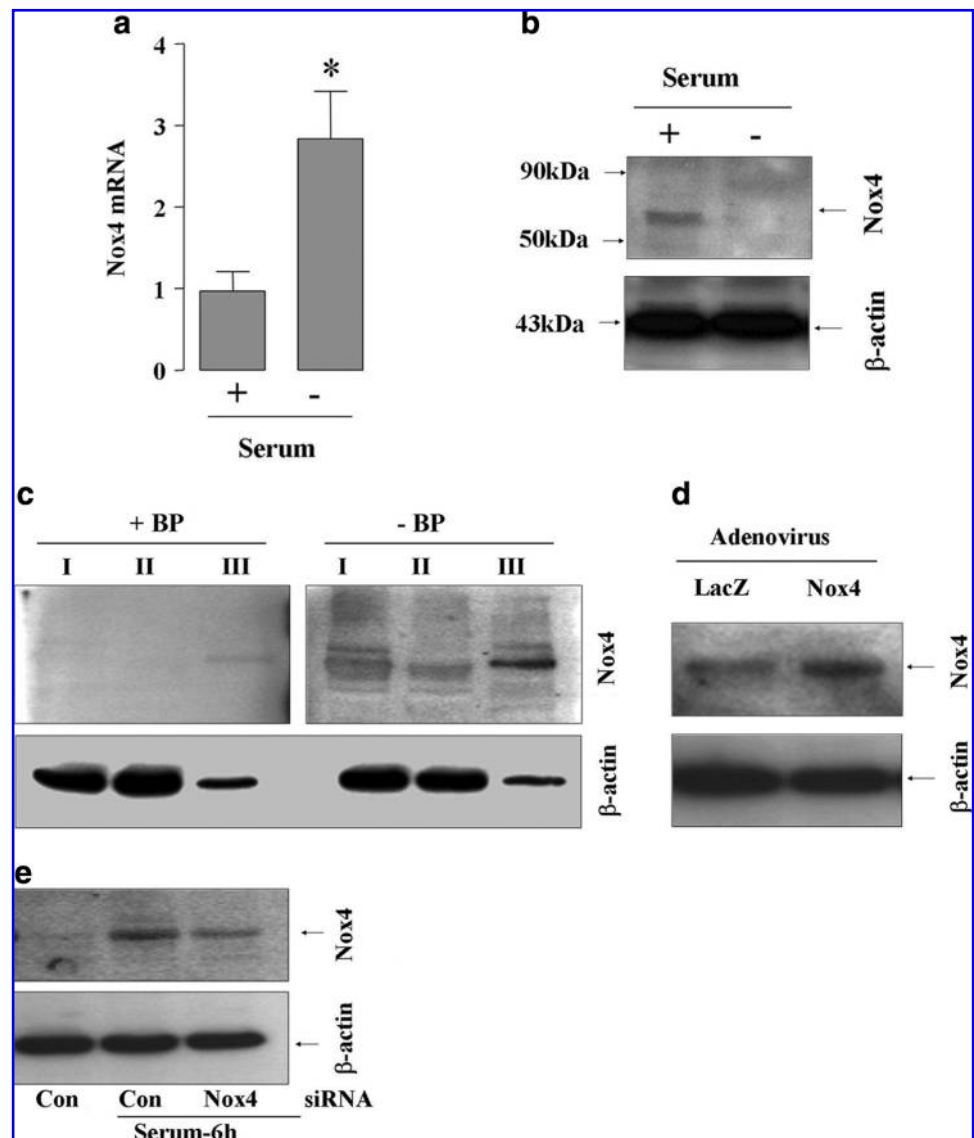 a
4
3
2
1
0
Nox4 mRNA
*
+ -
Serum
b
Serum
+ -
90kDa
50kDa
Nox4
43kDa
β-actin
c
+ BP - BP
I II III I II III
Nox4
β-actin
d
Adenovirus
LacZ Nox4
Nox4
β-actin
e
Nox4
β-actin
Con Con Nox4 siRNA
Serum-6h